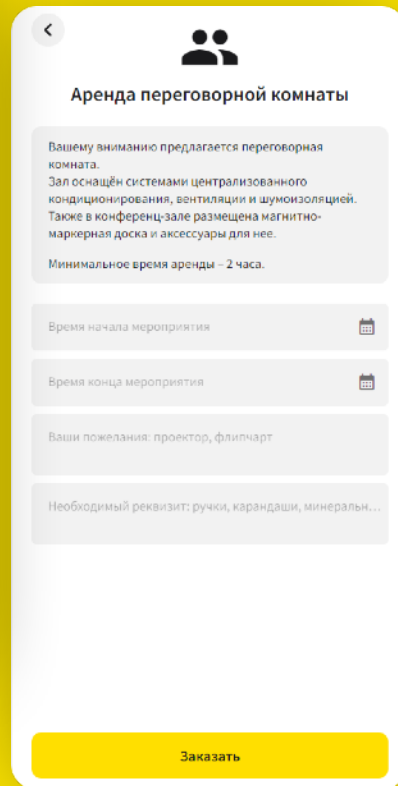 Аренда переговорной комнаты
Вашему вниманию предлагается переговорная
комната.
Зал оснащён системами централизованного
кондиционирования, вентиляции и шумоизоляцией.
Также в конференц-зале размещена магнитно-
маркерная доска и аксессуары для нее.
Минимальное время аренды – 2 часа.
Время начала мероприятия
Время конца мероприятия
Ваши пожелания: проектор, флипчарт
Необходимый реквизит: ручки, карандаши, минеральн...
Заказать